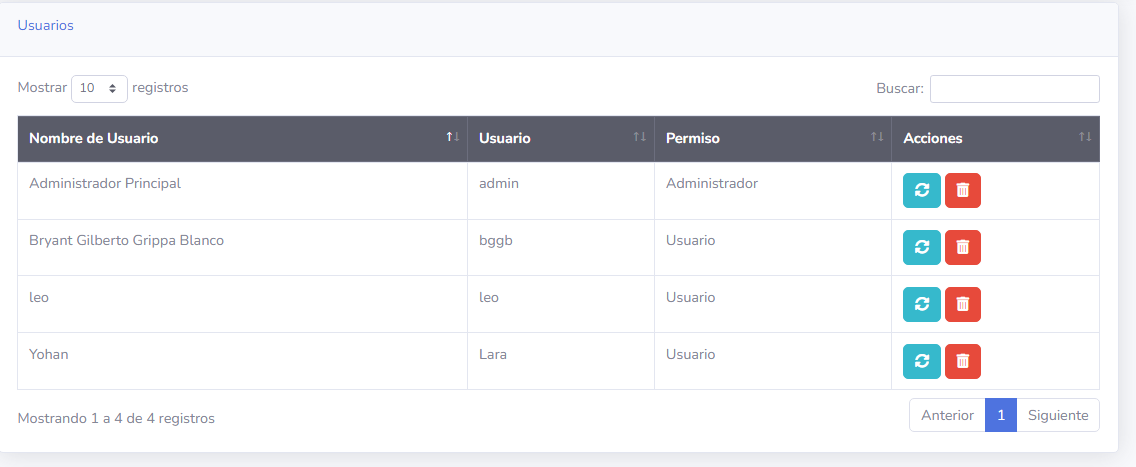 Usuarios
Mostrar 10 registros Buscar:
Nombre de Usuario Usuario Permiso Acciones
Administrador Principal admin Administrador
Bryant Gilberto Grippa Blanco bggb Usuario
leo leo Usuario
Yohan Lara Usuario
Mostrando 1 a 4 de 4 registros Anterior 1 Siguiente